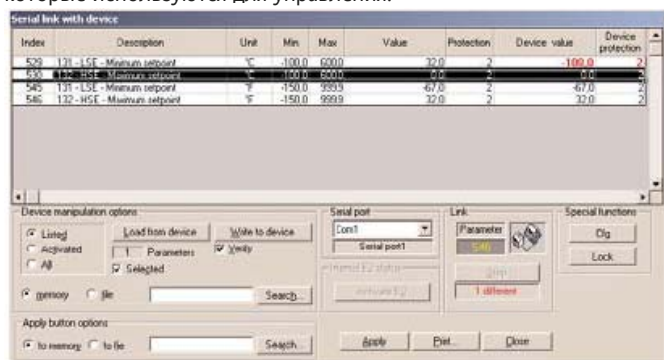 которые используются для управления.
Serial link with device
Index Description Unit Min Max Value Protection Device value Device protection
529 131 - LSE - Minimum setpoint °C -100,0 600,0 32,0 2 -100,0 2
530 132 - HSE - Maximum setpoint °C -100,0 600,0 0,0 2 0,0 2
545 131 - LSE - Minimum setpoint °F -150,0 999,9 -67,0 2 -67,0 2
546 132 - HSE - Maximum setpoint °F -150,0 999,9 32,0 2 32,0 2
Device manipulation options
Listed
Activated
All
Load from device
Write to device
1 Parameters
Verify
Selected
memory file Search...
Serial port
Com1
Serial port1
Activate E2
Link
Parameter
546
Stop
1 different
Special functions
Cfg
Lock
Apply button options
to memory to file Search...
Apply Print... Close